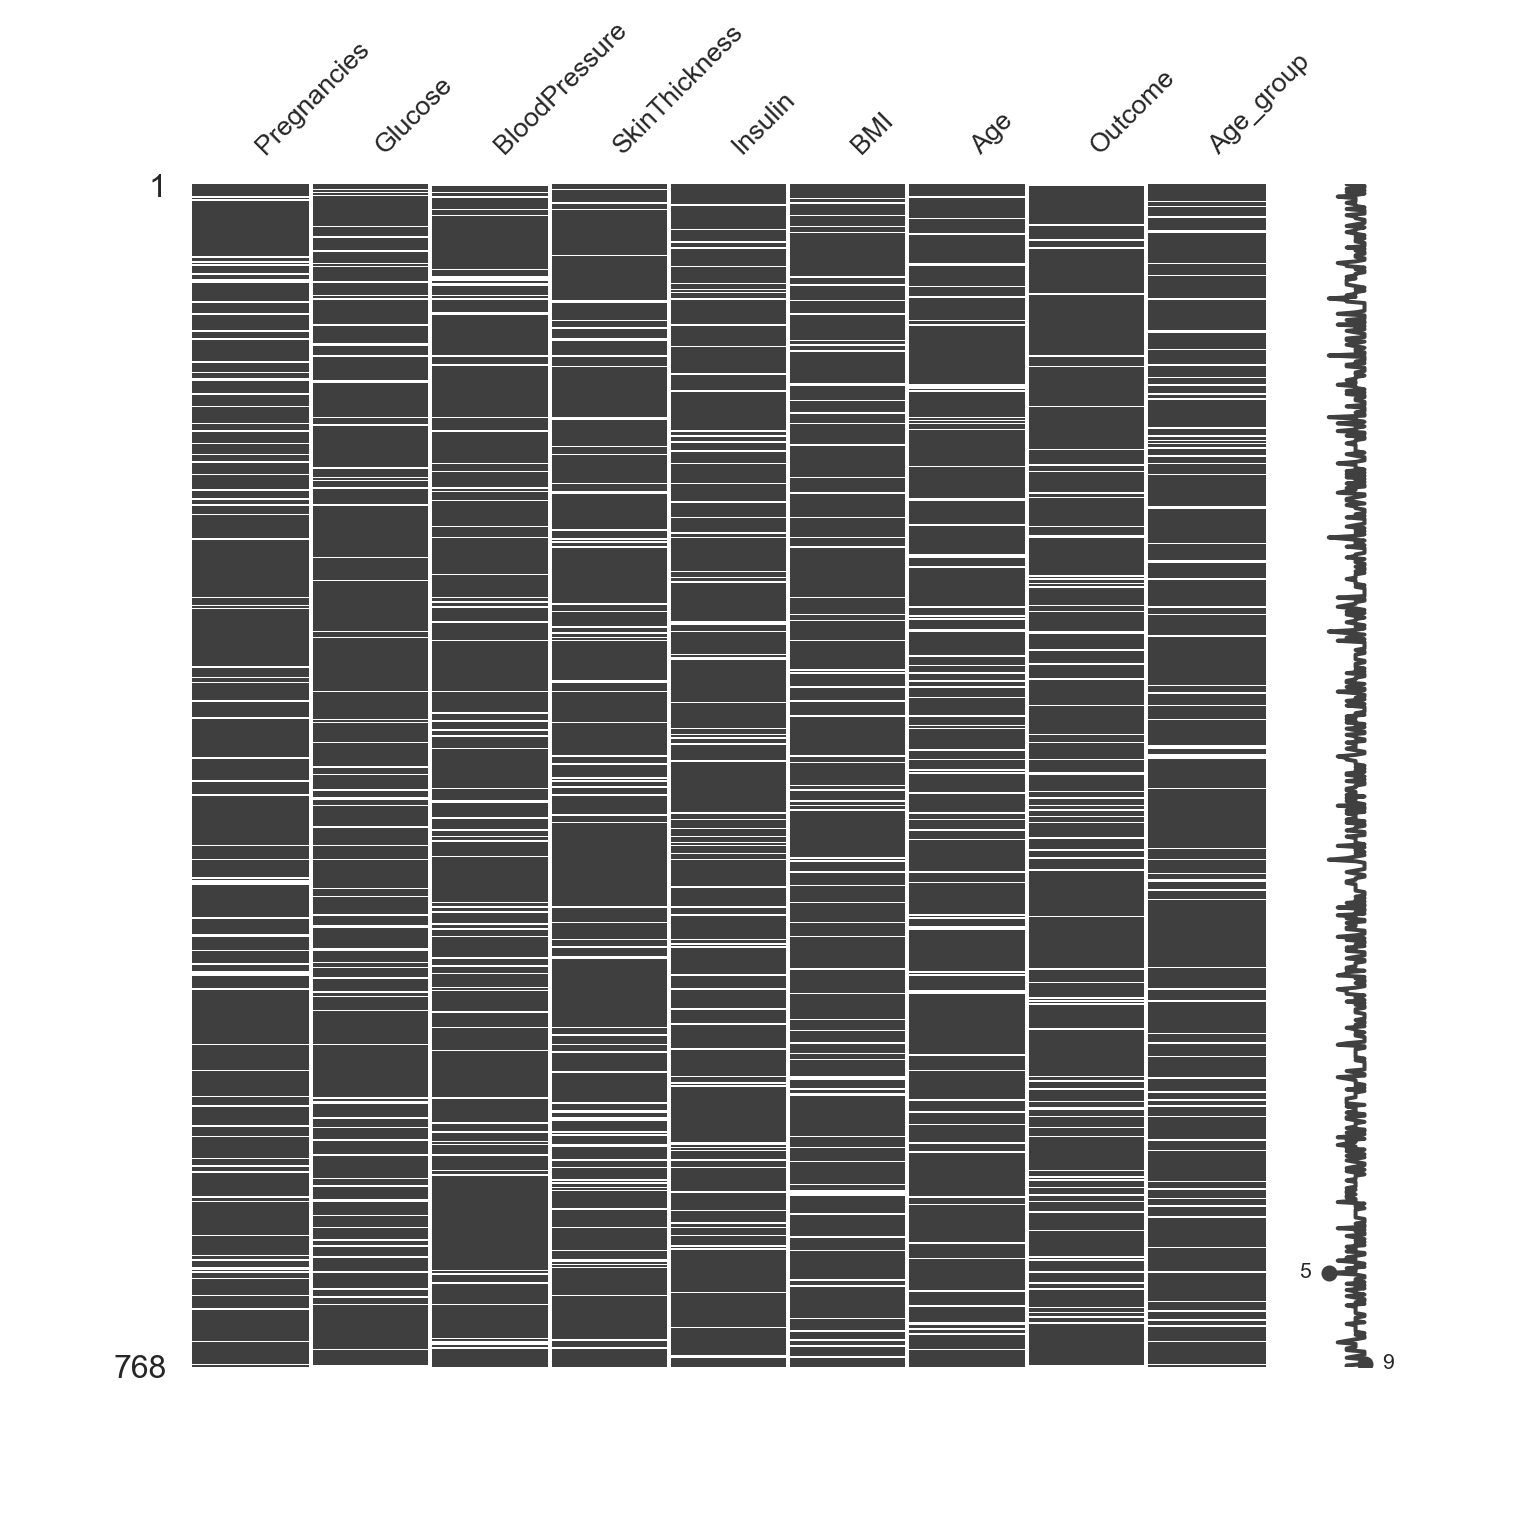 Pregnancies
Glucose
BloodPressure
SkinThickness
Insulin
BMI
Age
Outcome
Age_group
1
768
5
9